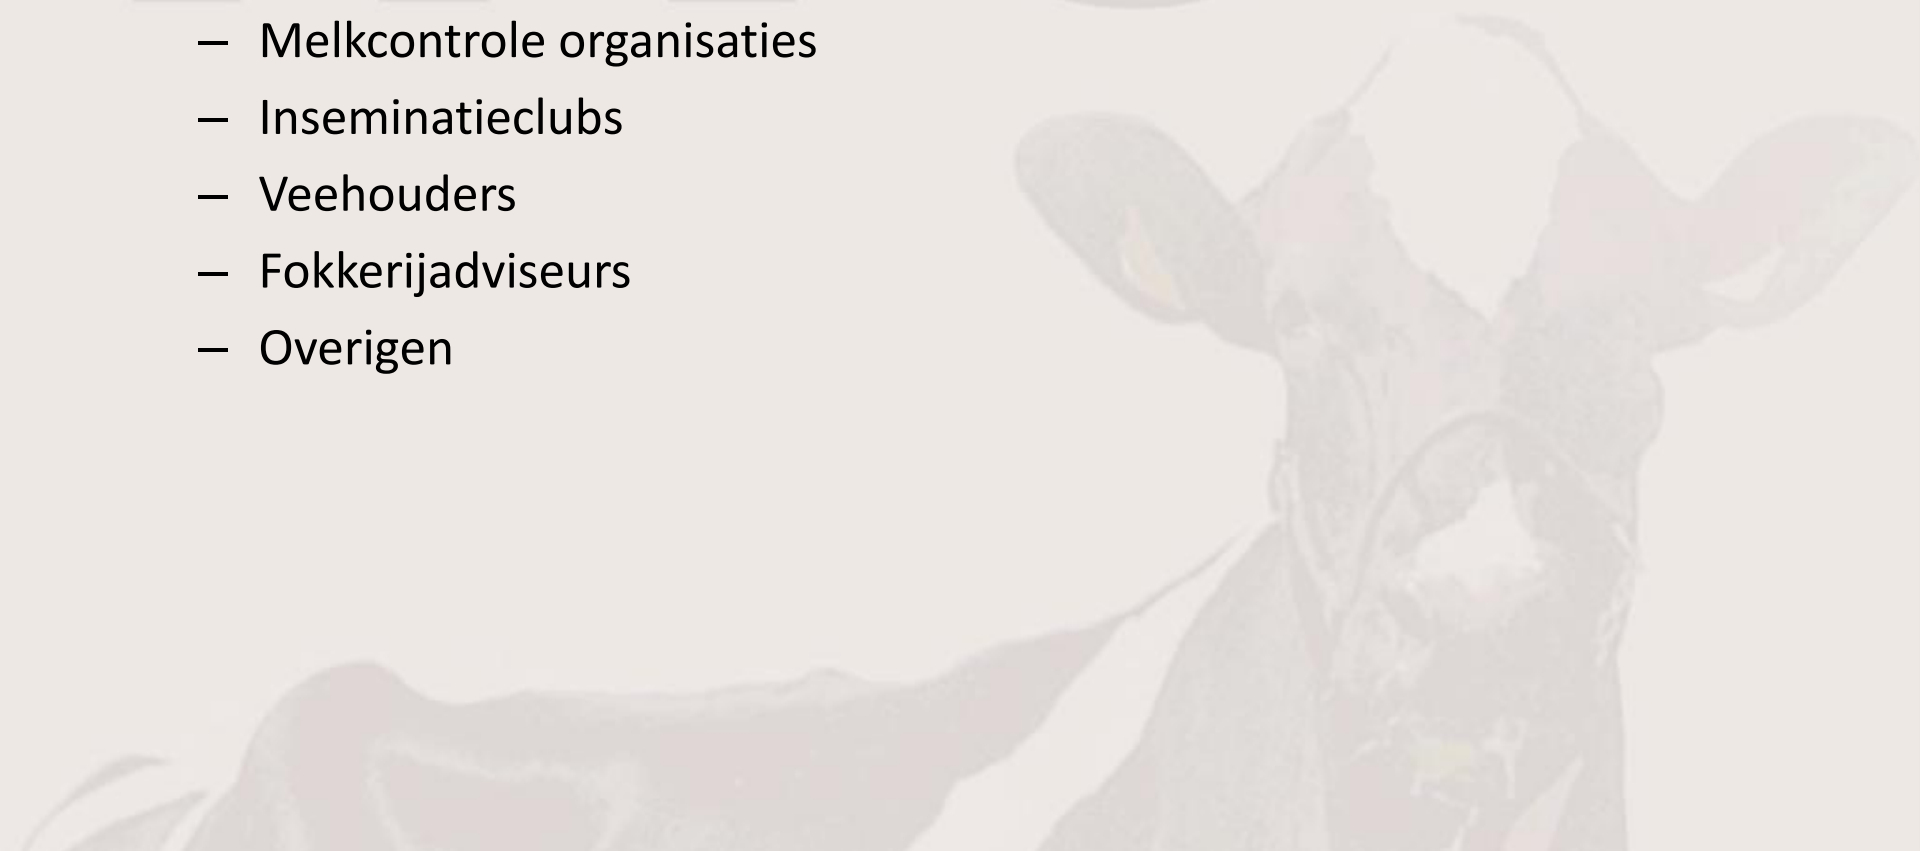 – Melkcontrole organisaties
– Inseminatieclubs
– Veehouders
– Fokkerijadviseurs
– Overigen